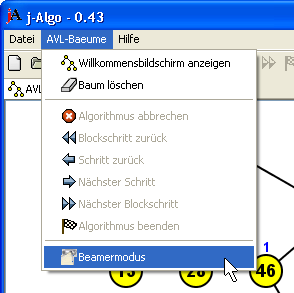 j-Algo - 0.43
Datei AVL-Baeume Hilfe
AVL
Willkommensbildschirm anzeigen
Baum löschen
Algorithmus abbrechen
Blockschritt zurück
Schritt zurück
Nächster Schritt
Nächster Blockschritt
Algorithmus beenden
Beamermodus
1
28 46